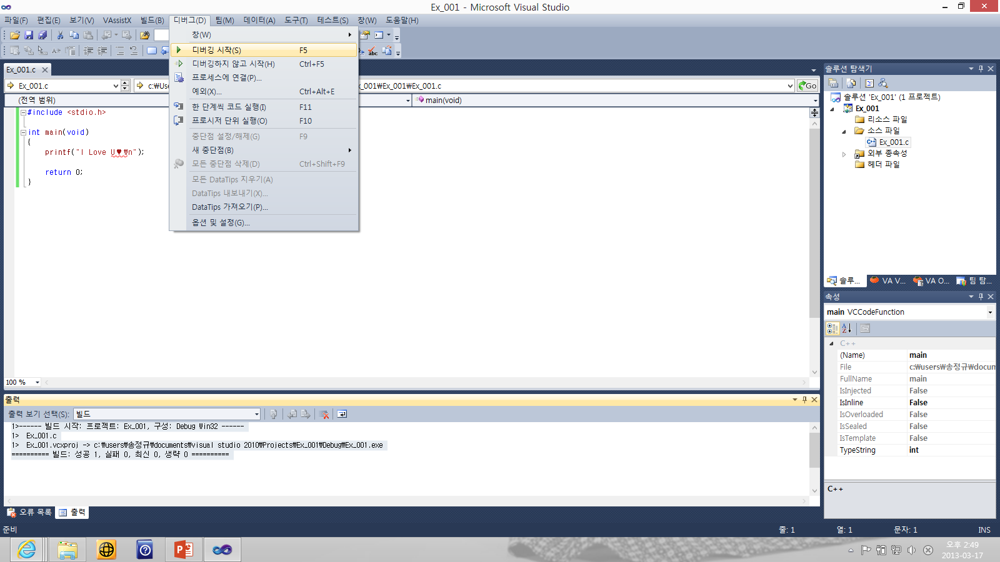 Ex_001 - Microsoft Visual Studio
파일(F) 편집(E) 보기(V) VAssistX 빌드(B) 디버그(D) 팀(M) 데이터(A) 도구(T) 테스트(S) 창(W) 도움말(H)
창(W)
디버깅 시작(S) F5
디버깅하지 않고 시작(H) Ctrl+F5
프로세스에 연결(P)...
예외(X)... Ctrl+Alt+E
한 단계씩 코드 실행(I) F11
프로시저 단위 실행(O) F10
중단점 설정/해제(G) F9
새 중단점(B)
모든 중단점 삭제(D) Ctrl+Shift+F9
모든 DataTips 지우기(A)
DataTips 내보내기(X)...
DataTips 가져오기(P)...
옵션 및 설정(G)...
Ex_001.c
Ex_001.c c:₩Use _001₩Ex_001₩Ex_001.c Go
(전역 범위) main(void)
#include <stdio.h>
int main(void)
{
printf("I Love U♥₩n");
return 0;
}
100 %
출력
출력 보기 선택(S): 빌드
1>------ 빌드 시작: 프로젝트: Ex_001, 구성: Debug Win32 ------
1>  Ex_001.c
1>  Ex_001.vcxproj -> c:₩users₩송정규₩documents₩visual studio 2010₩Projects₩Ex_001₩Debug₩Ex_001.exe
========== 빌드: 성공 1, 실패 0, 최신 0, 생략 0 ==========
오류 목록 출력
솔루션 탐색기
솔루션 'Ex_001' (1 프로젝트)
Ex_001
리소스 파일
소스 파일
Ex_001.c
외부 종속성
헤더 파일
솔루... VA V... VA O... 팀 탐...
속성
main VCCodeFunction
C++
(Name) main
File c:₩users₩송정규₩docum
FullName main
IsInjected False
IsInline False
IsOverloaded False
IsSealed False
IsTemplate False
TypeString int
C++
준비 줄: 1 열: 1 문자: 1 INS
오후 2:49
2013-03-17